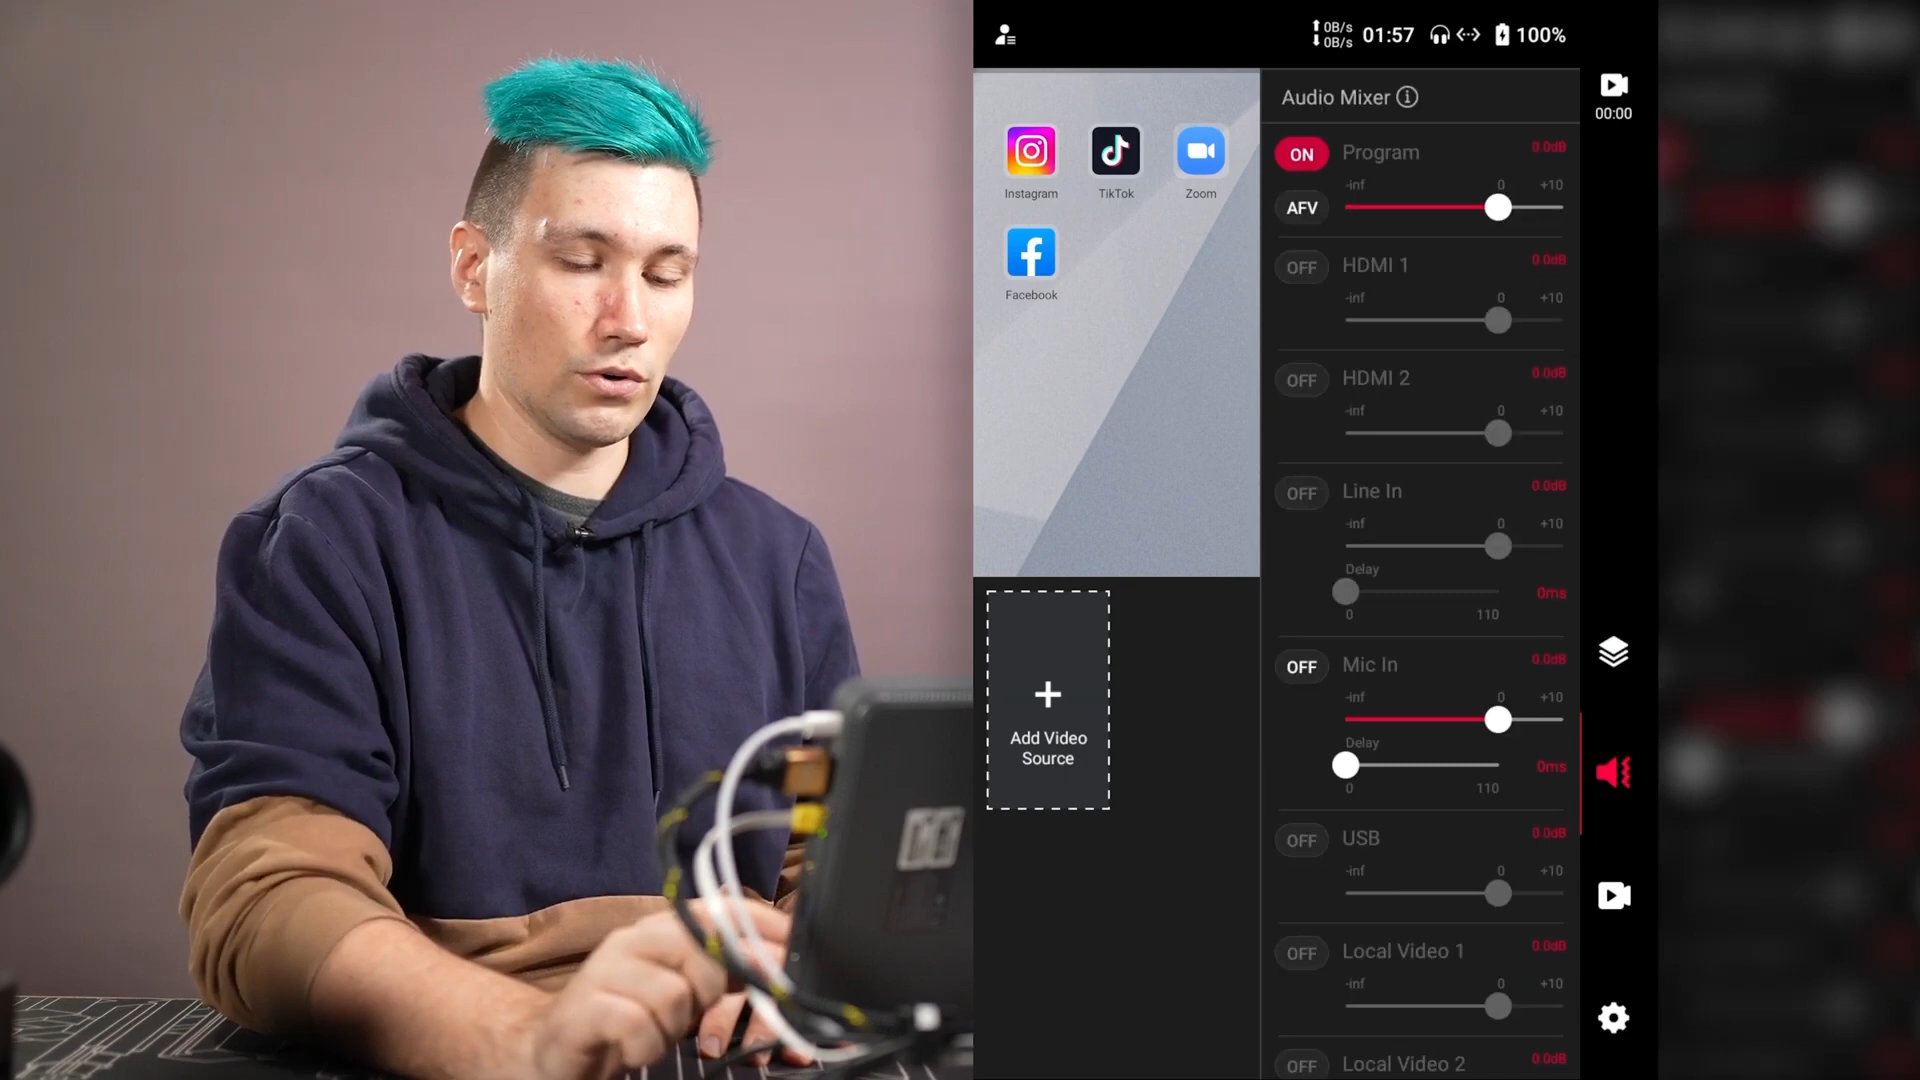 0B/s
0B/s
01:57
100%
00:00
Instagram
TikTok
Zoom
Facebook
Add Video
Source
Audio Mixer
ON
Program
0.0dB
-inf
0
+10
AFV
OFF
HDMI 1
0.0dB
-inf
0
+10
OFF
HDMI 2
0.0dB
-inf
0
+10
OFF
Line In
0.0dB
-inf
0
+10
Delay
0ms
0
110
OFF
Mic In
0.0dB
-inf
0
+10
Delay
0ms
0
110
OFF
USB
0.0dB
-inf
0
+10
OFF
Local Video 1
0.0dB
-inf
0
+10
OFF
Local Video 2
0.0dB